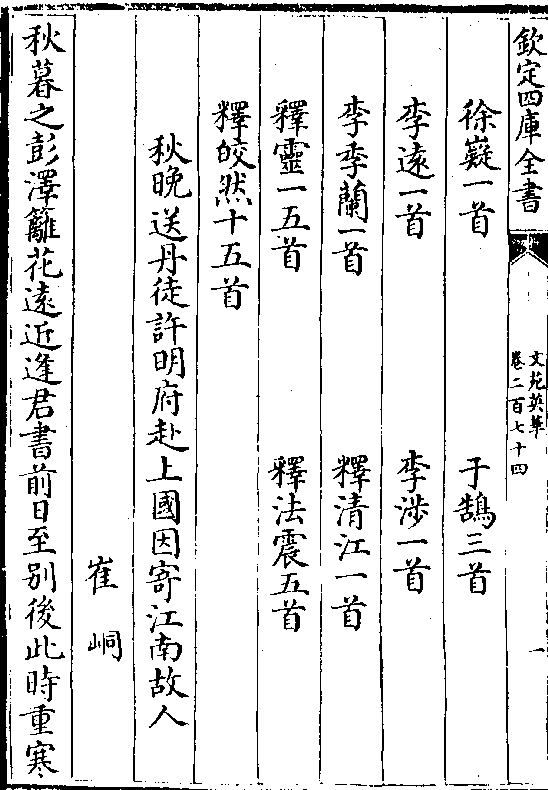 欽定四庫全書
文苑英華
卷二百七十四
一
徐嶷一首
于鵠三首
李遠一首
李渉一首
李季蘭一首
釋清江一首
釋靈一五首
釋法震五首
釋皎然十五首
秋晚送丹徒許明府赴上國因寄江南故人
崔峒
秋暮之彭澤籬花遠近逢君書前日至别後此時重寒